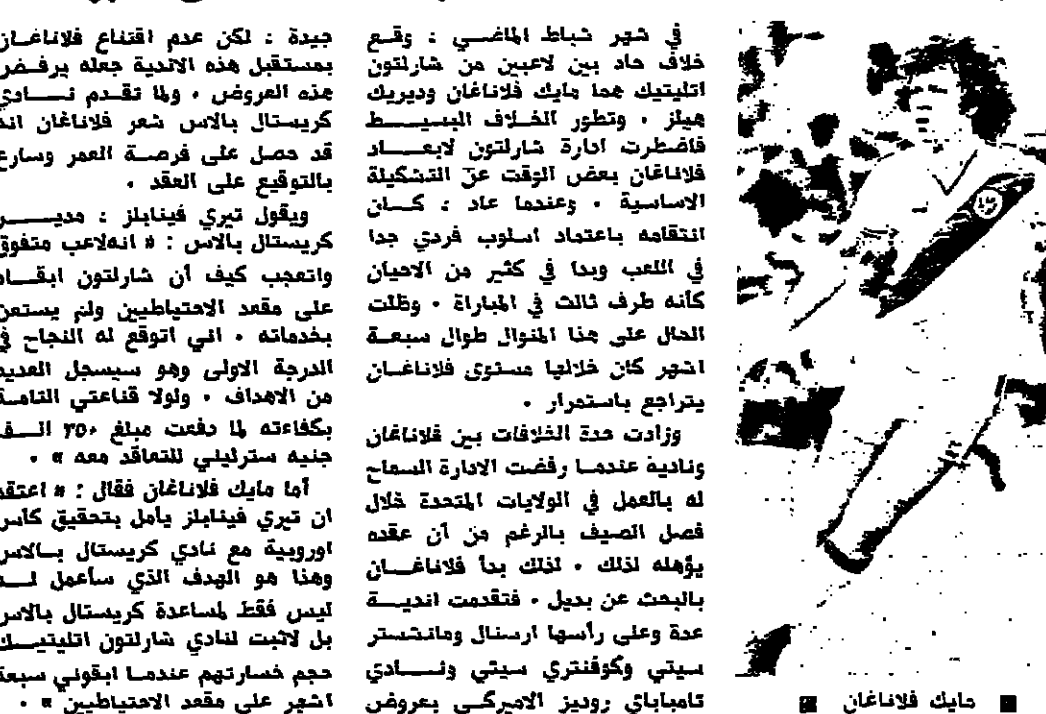 في شهر شباط الماضي ، وقع
خلاف حاد بين لاعبين من شارلتون
اتليتيك هما مايك فلاناغان وديريك
هيلز . وتطور الخلاف البسيط
فاضطرت ادارة شارلتون لابعاد
فلاناغان بعض الوقت عن التشكيلة
الاساسية . وعندما عاد ، كان
انتقامه باعتماد اسلوب فردي جدا
في اللعب وبدا في كثير من الاحيان
كأنه طرف ثالث في المباراة . وظلت
الحال على هذا المنوال طوال سبعة
اشهر كان خلالها مستوى فلاناغان
يتراجع باستمرار .
وزادت حدة الخلافات بين فلاناغان
وناديه عندما رفضت الادارة السماح
له بالعمل في الولايات المتحدة خلال
فصل الصيف بالرغم من أن عقده
يؤهله لذلك . لذلك بدأ فلاناغان
بالبحث عن بديل . فتقدمت اندية
عدة وعلى رأسها ارسنال ومانشستر
سيتي وكوفنتري سيتي ونادي
تامباباي روديز الاميركي بعروض
جيدة ، لكن عدم اقتناع فلاناغان
بمستقبل هذه الاندية جعله يرفض
هذه العروض . ولما تقدم نادي
كريستال بالاس شعر فلاناغان انه
قد حصل على فرصة العمر وسارع
بالتوقيع على العقد .
ويقول تيري فينابلز ، مدير
كريستال بالاس : « انه لاعب متفوق
واتعجب كيف أن شارلتون ابقاه
على مقعد الاحتياطيين ولم يستعن
بخدماته . اني اتوقع له النجاح في
الدرجة الاولى وهو سيسجل العديد
من الاهداف . ولولا قناعتي التامة
بكفاءته لما دفعت مبلغ ٢٥٠ الف
جنيه سترليني للتعاقد معه » .
أما مايك فلاناغان فقال : « اعتقد
ان تيري فينابلز يأمل بتحقيق كأس
اوروبية مع نادي كريستال بالاس
وهذا هو الهدف الذي سأعمل له
ليس فقط لمساعدة كريستال بالاس
بل لاثبت لنادي شارلتون اتليتيك
حجم خسارتهم عندما ابقوني سبعة
اشهر على مقعد الاحتياطيين » .
■ مايك فلاناغان ■